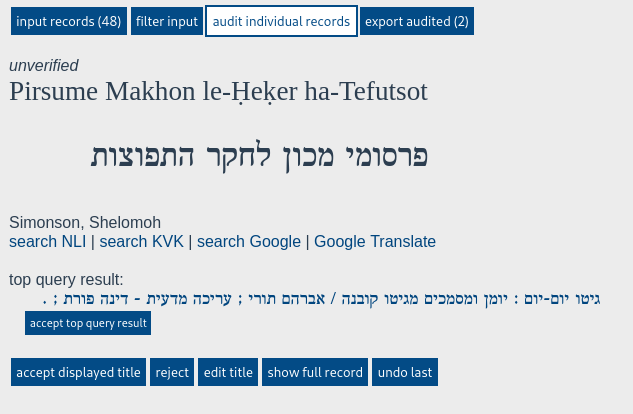 input records (48) filter input audit individual records export audited (2)
unverified
Pirsume Makhon le-Ḥeḳer ha-Tefutsot
פרסומי מכון לחקר התפוצות
Simonson, Shelomoh
search NLI | search KVK | search Google | Google Translate
top query result:
גיטו יום-יום : יומן ומסמכים מגיטו קובנה / אברהם תורי ; עריכה מדעית - דינה פורת ; .
accept top query result
accept displayed title reject edit title show full record undo last